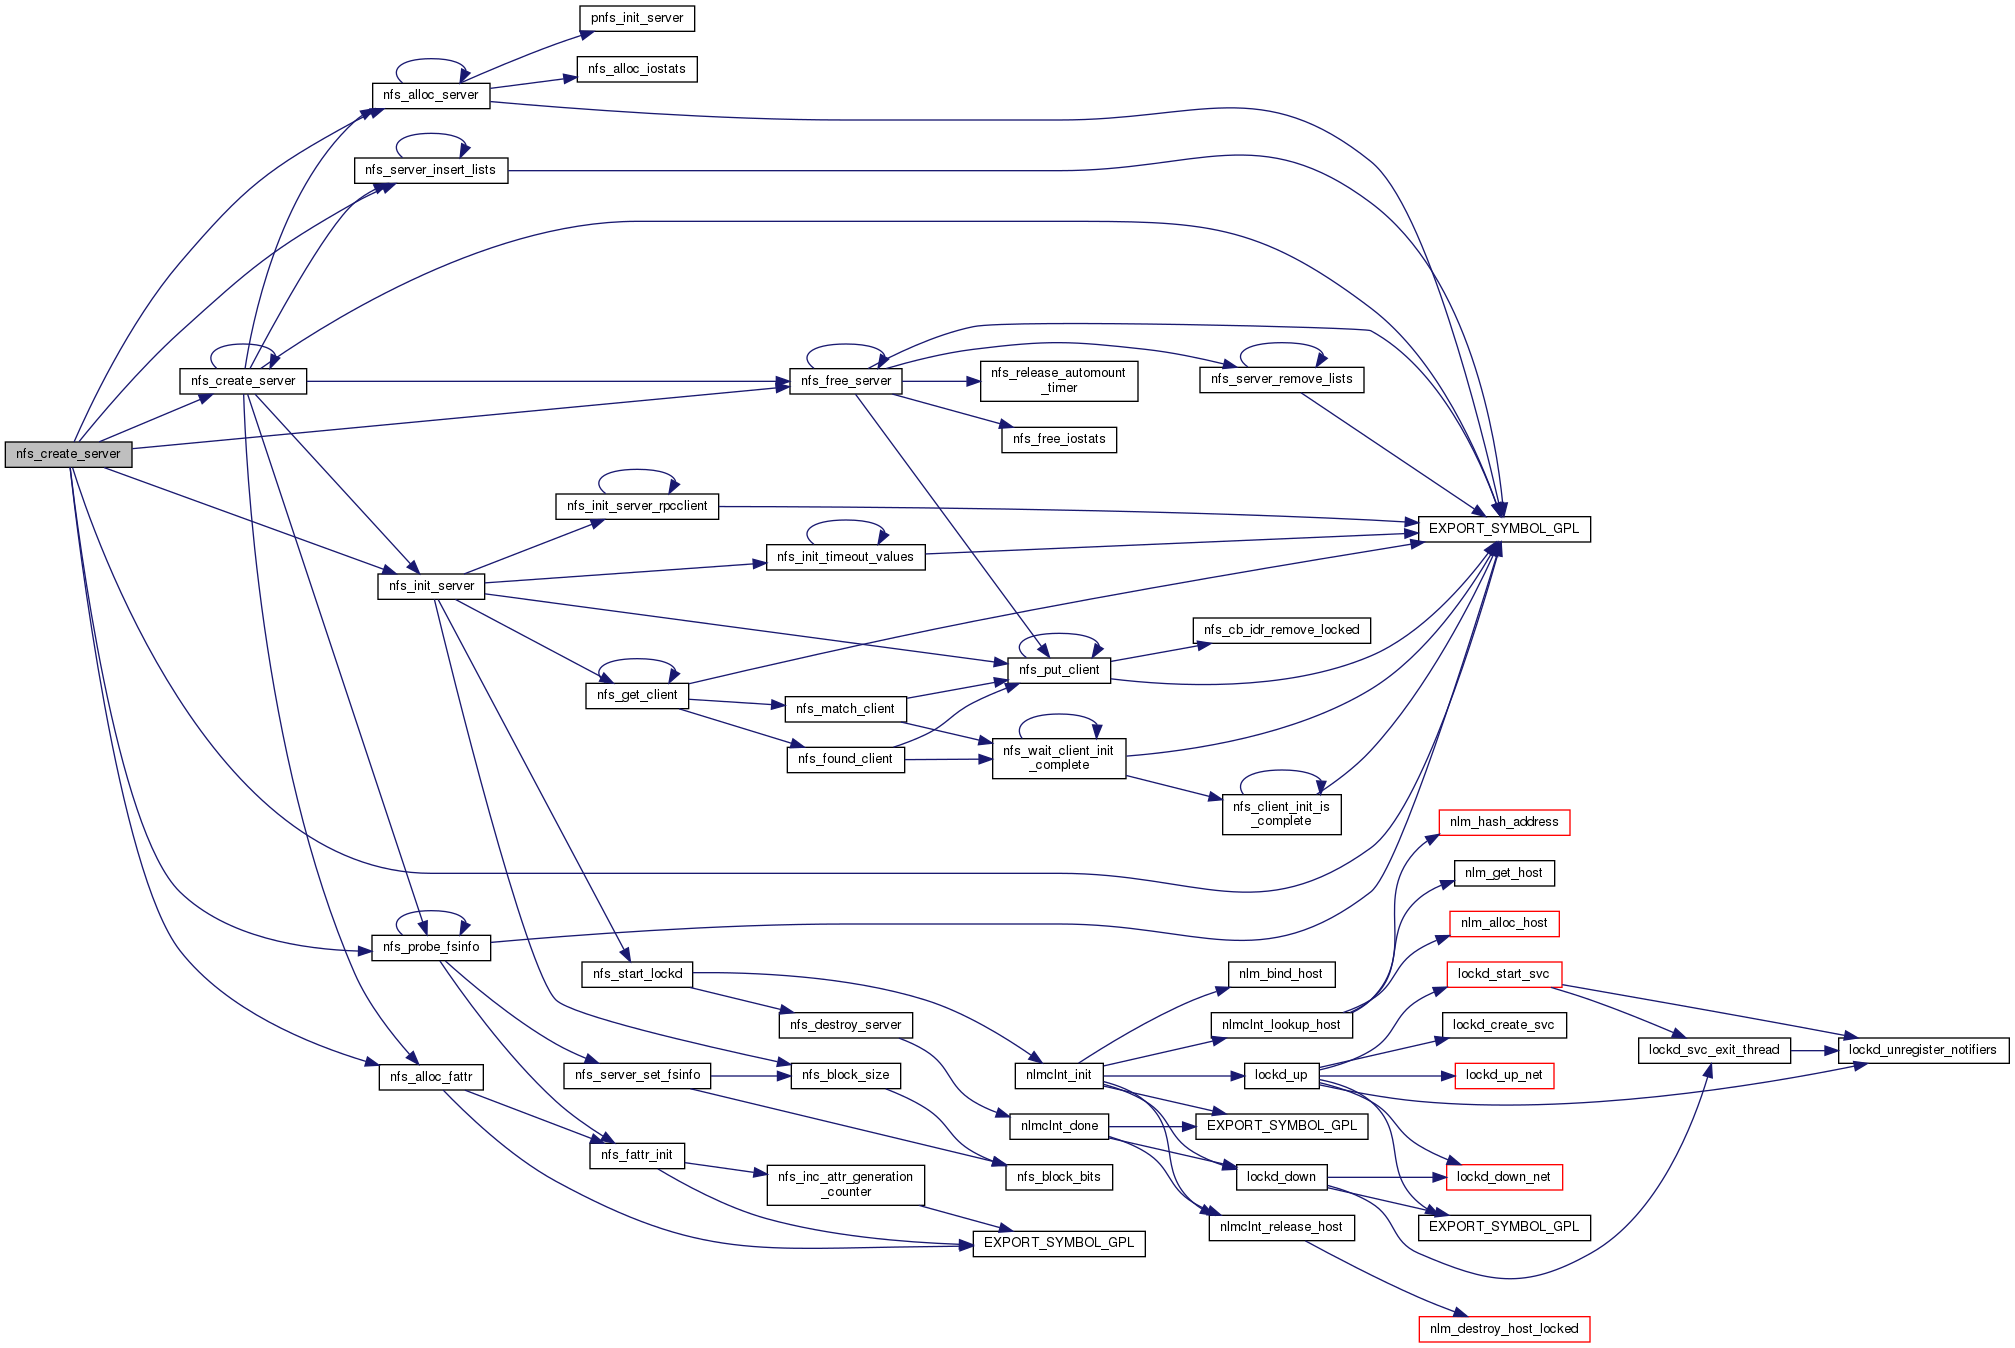 pnfs_init_server
nfs_alloc_iostats
nfs_alloc_server
nfs_server_insert_lists
nfs_create_server
nfs_free_server
nfs_release_automount
_timer
nfs_server_remove_lists
nfs_free_iostats
nfs_create_server
nfs_init_server_rpcclient
EXPORT_SYMBOL_GPL
nfs_init_timeout_values
nfs_init_server
nfs_cb_idr_remove_locked
nfs_put_client
nfs_get_client
nfs_match_client
nfs_wait_client_init
_complete
nfs_found_client
nfs_client_init_is
_complete
nlm_hash_address
nlm_get_host
nlm_alloc_host
nfs_probe_fsinfo
nfs_start_lockd
nlm_bind_host
lockd_start_svc
nfs_destroy_server
nlmclnt_lookup_host
lockd_create_svc
lockd_svc_exit_thread
lockd_unregister_notifiers
nfs_alloc_fattr
nfs_server_set_fsinfo
nfs_block_size
nlmclnt_init
lockd_up
lockd_up_net
nlmclnt_done
EXPORT_SYMBOL_GPL
nfs_fattr_init
nfs_inc_attr_generation
_counter
nfs_block_bits
lockd_down
lockd_down_net
nlmclnt_release_host
EXPORT_SYMBOL_GPL
EXPORT_SYMBOL_GPL
nlm_destroy_host_locked